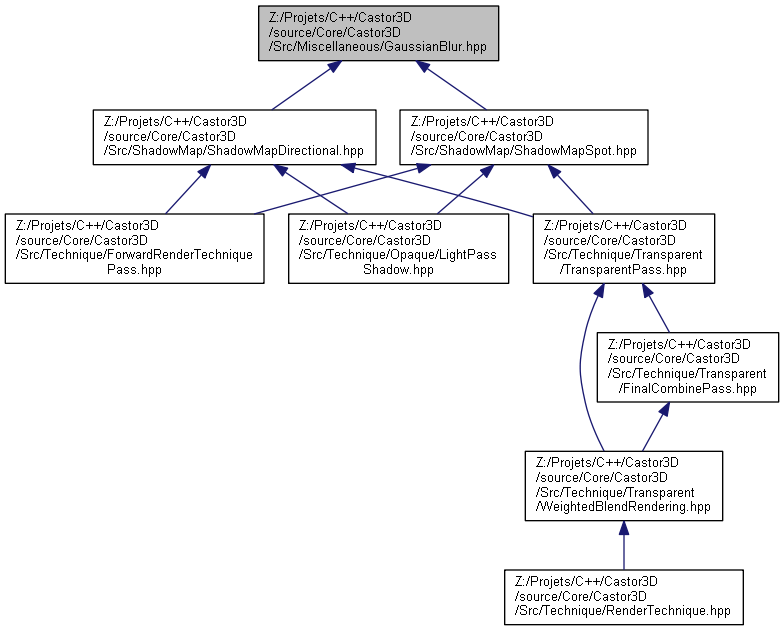 Z:/Projets/C++/Castor3D
/source/Core/Castor3D
/Src/Miscellaneous/GaussianBlur.hpp
Z:/Projets/C++/Castor3D
/source/Core/Castor3D
/Src/ShadowMap/ShadowMapDirectional.hpp
Z:/Projets/C++/Castor3D
/source/Core/Castor3D
/Src/ShadowMap/ShadowMapSpot.hpp
Z:/Projets/C++/Castor3D
/source/Core/Castor3D
/Src/Technique/ForwardRenderTechnique
Pass.hpp
Z:/Projets/C++/Castor3D
/source/Core/Castor3D
/Src/Technique/Opaque/LightPass
Shadow.hpp
Z:/Projets/C++/Castor3D
/source/Core/Castor3D
/Src/Technique/Transparent
/TransparentPass.hpp
Z:/Projets/C++/Castor3D
/source/Core/Castor3D
/Src/Technique/Transparent
/FinalCombinePass.hpp
Z:/Projets/C++/Castor3D
/source/Core/Castor3D
/Src/Technique/Transparent
/WeightedBlendRendering.hpp
Z:/Projets/C++/Castor3D
/source/Core/Castor3D
/Src/Technique/RenderTechnique.hpp